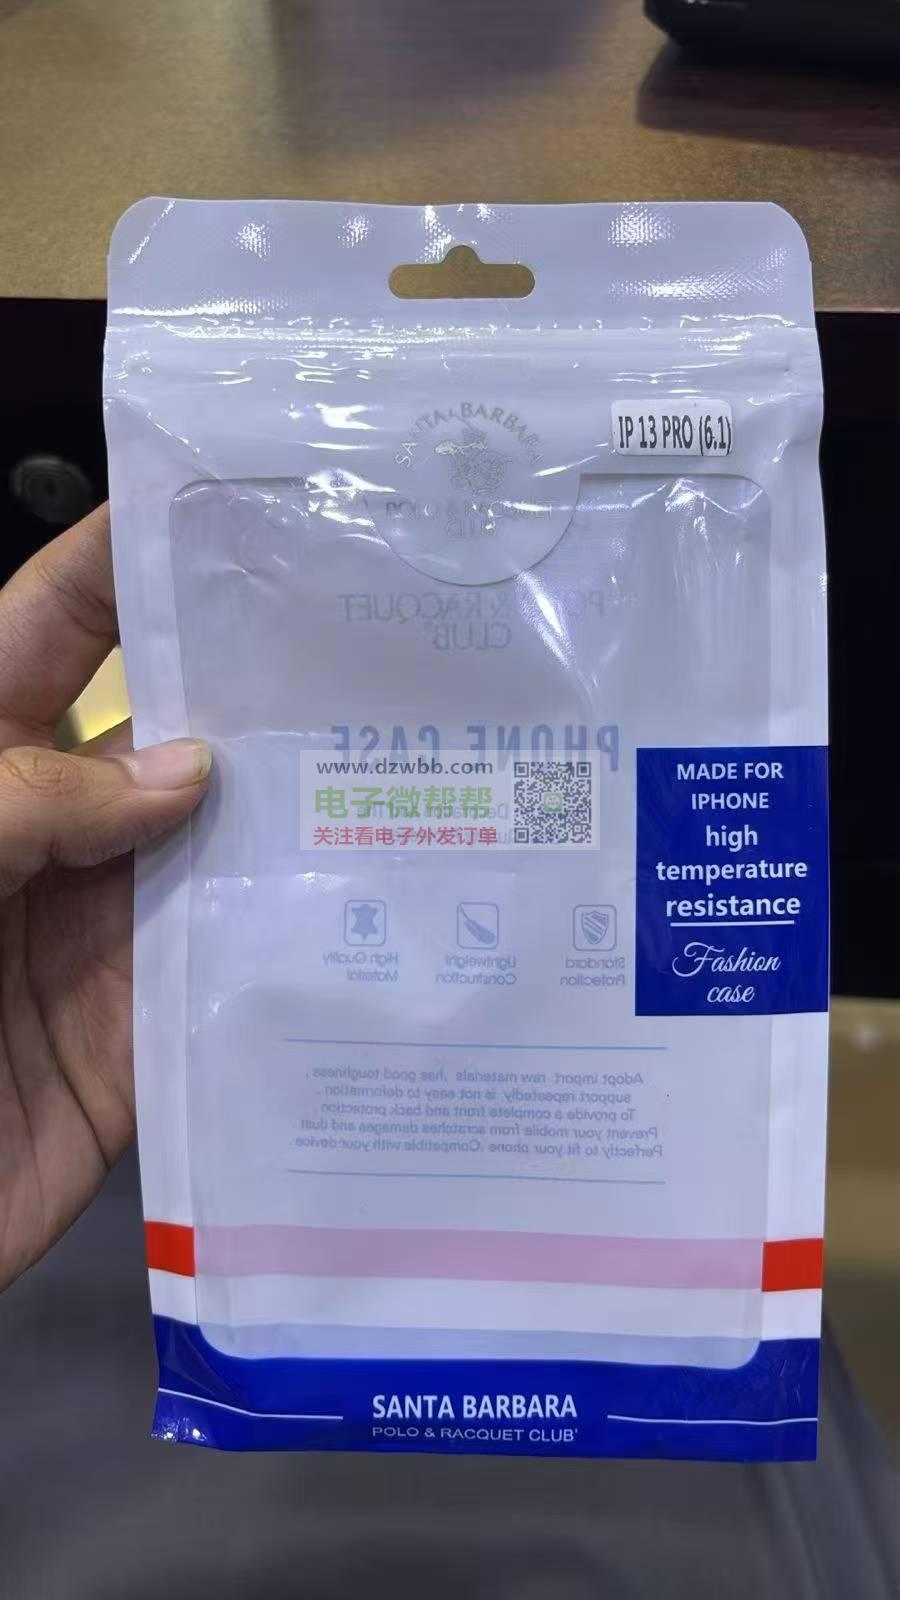 SANTA BARBARA
POLO & RACQUET
CLUB
IP 13 PRO (6.1)
POLO & RACQUET
CLUB
PHONE CASE
www.dzwbb.com
电子微帮帮
关注看电子外发订单
MADE FOR
IPHONE
high
temperature
resistance
Fashion
case
Standard
Protection
Lightweight
Construction
High Quality
Material
Adopt import raw materials ,has good toughness ,
support repeatedly is not easy to deformation .
To provide a complete front and back protection .
Prevent your mobile from scratches damages and dust .
Perfectly to fit your phone .Compatible with your device .
SANTA BARBARA
POLO & RACQUET CLUB'